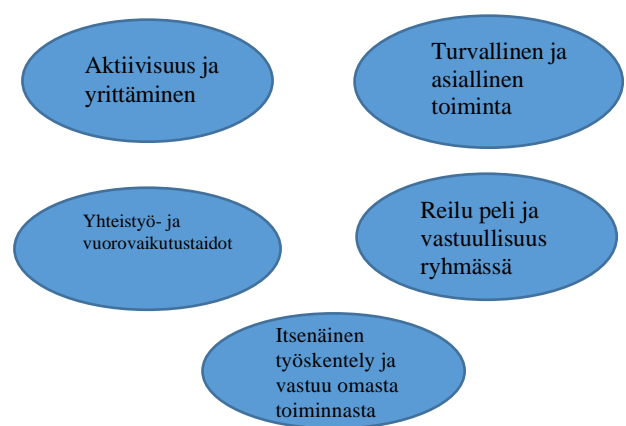 Aktiivisuus ja
yrittäminen
Turvallinen ja
asiallinen
toiminta
Yhteistyö- ja
vuorovaikutustaidot
Reilu peli ja
vastuullisuus
ryhmässä
Itsenäinen
työskentely ja
vastuu omasta
toiminnasta